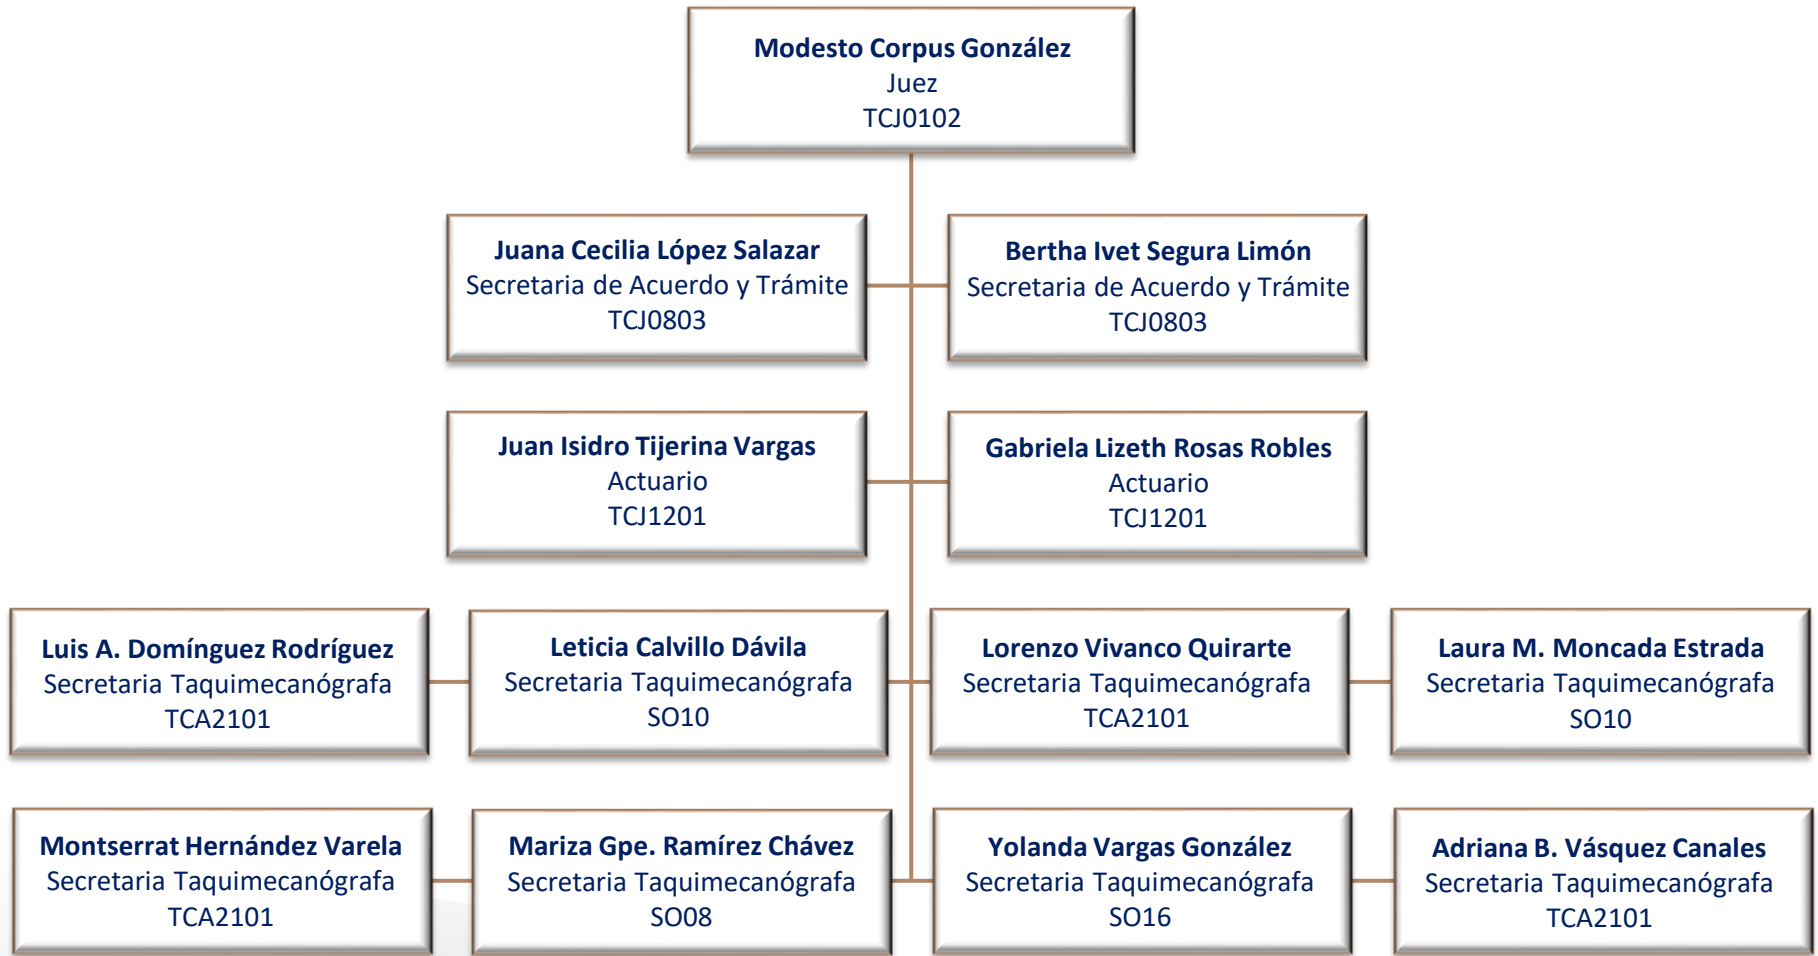 Modesto Corpus González
Juez
TCJ0102
Juana Cecilia López Salazar
Secretaria de Acuerdo y Trámite
TCJ0803
Bertha Ivet Segura Limón
Secretaria de Acuerdo y Trámite
TCJ0803
Juan Isidro Tijerina Vargas
Actuario
TCJ1201
Gabriela Lizeth Rosas Robles
Actuario
TCJ1201
Luis A. Domínguez Rodríguez
Secretaria Taquimecanógrafa
TCA2101
Leticia Calvillo Dávila
Secretaria Taquimecanógrafa
SO10
Lorenzo Vivanco Quirarte
Secretaria Taquimecanógrafa
TCA2101
Laura M. Moncada Estrada
Secretaria Taquimecanógrafa
SO10
Montserrat Hernández Varela
Secretaria Taquimecanógrafa
TCA2101
Mariza Gpe. Ramírez Chávez
Secretaria Taquimecanógrafa
SO08
Yolanda Vargas González
Secretaria Taquimecanógrafa
SO16
Adriana B. Vásquez Canales
Secretaria Taquimecanógrafa
TCA2101